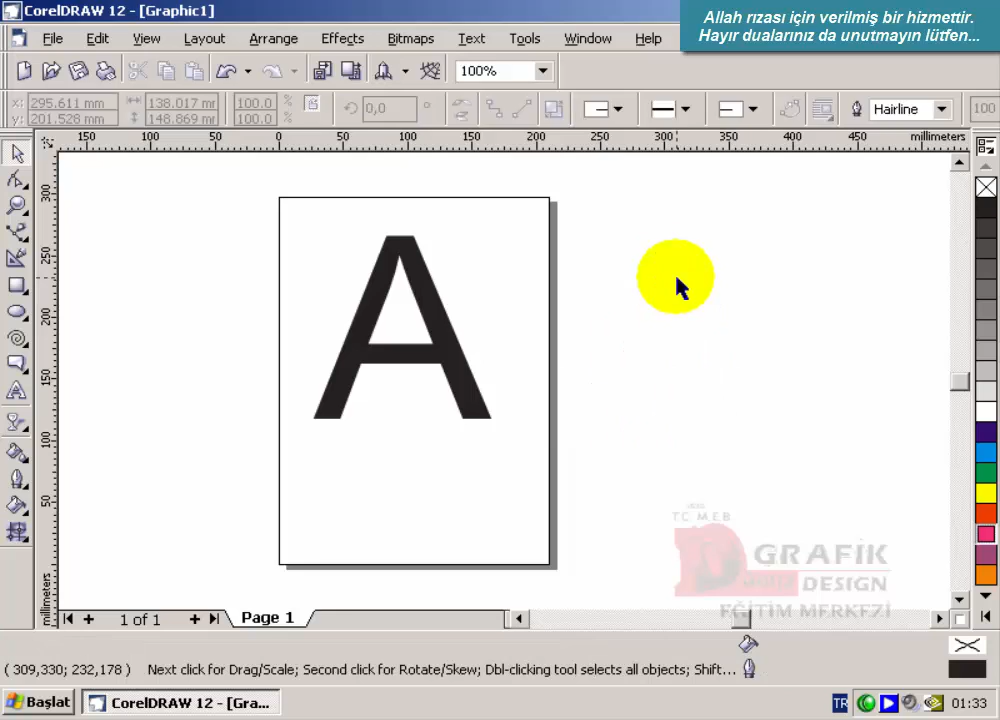 CorelDRAW 12 - [Graphic1]
Allah rızası için verilmiş bir hizmettir.
Hayır dualarınız da unutmayın lütfen...
File Edit View Layout Arrange Effects Bitmaps Text Tools Window Help
100%
x: 295.611 mm 138.017 mm 100.0 % 0,0 ° Hairline 100
y: 201.528 mm 148.869 mm 100.0 %
150 100 50 0 50 100 150 200 250 300 350 400 450 millimeters
300
250
200
150
100
50
millimeters
A
T.C. M.E.B
GRAFİK
DESIGN
EĞİTİM MERKEZİ
1 of 1 Page 1
( 309,330; 232,178 ) Next click for Drag/Scale; Second click for Rotate/Skew; Dbl-clicking tool selects all objects; Shift...
Başlat CorelDRAW 12 - [Gra... TR 01:33